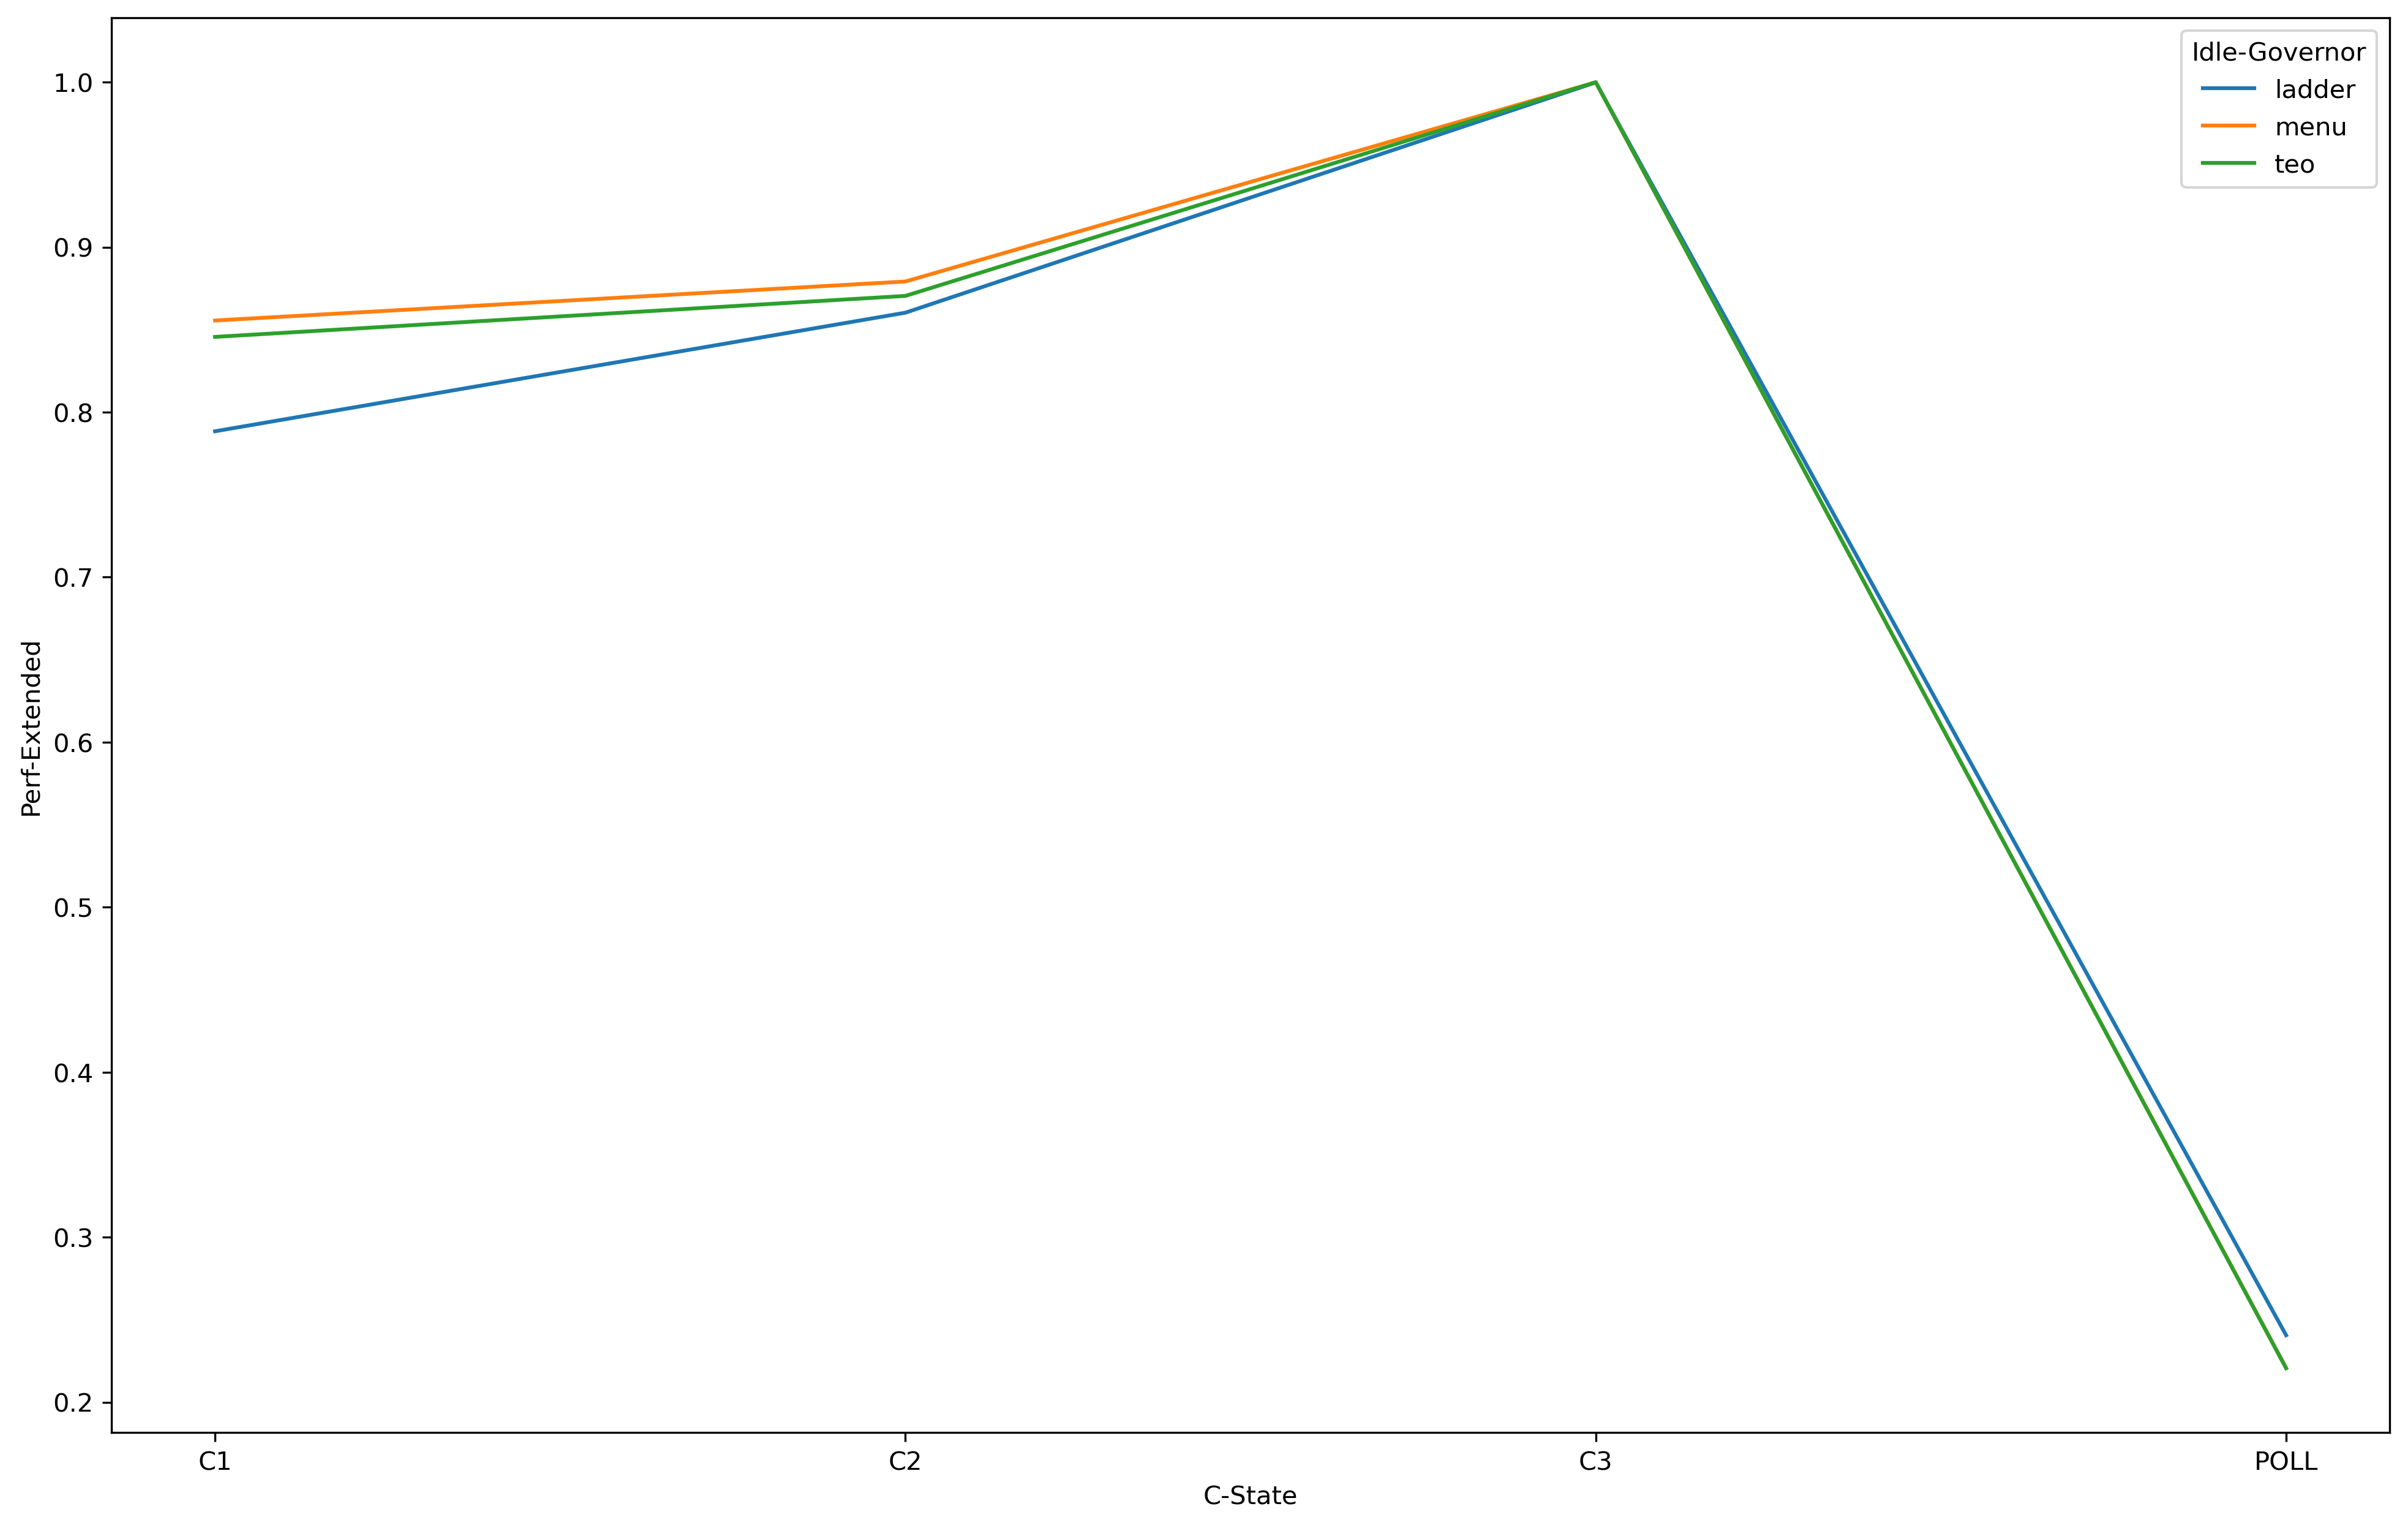 Idle-Governor
ladder
menu
teo
1.0
0.9
0.8
0.7
0.6
0.5
0.4
0.3
0.2
Perf-Extended
C1 C2 C3 POLL
C-State